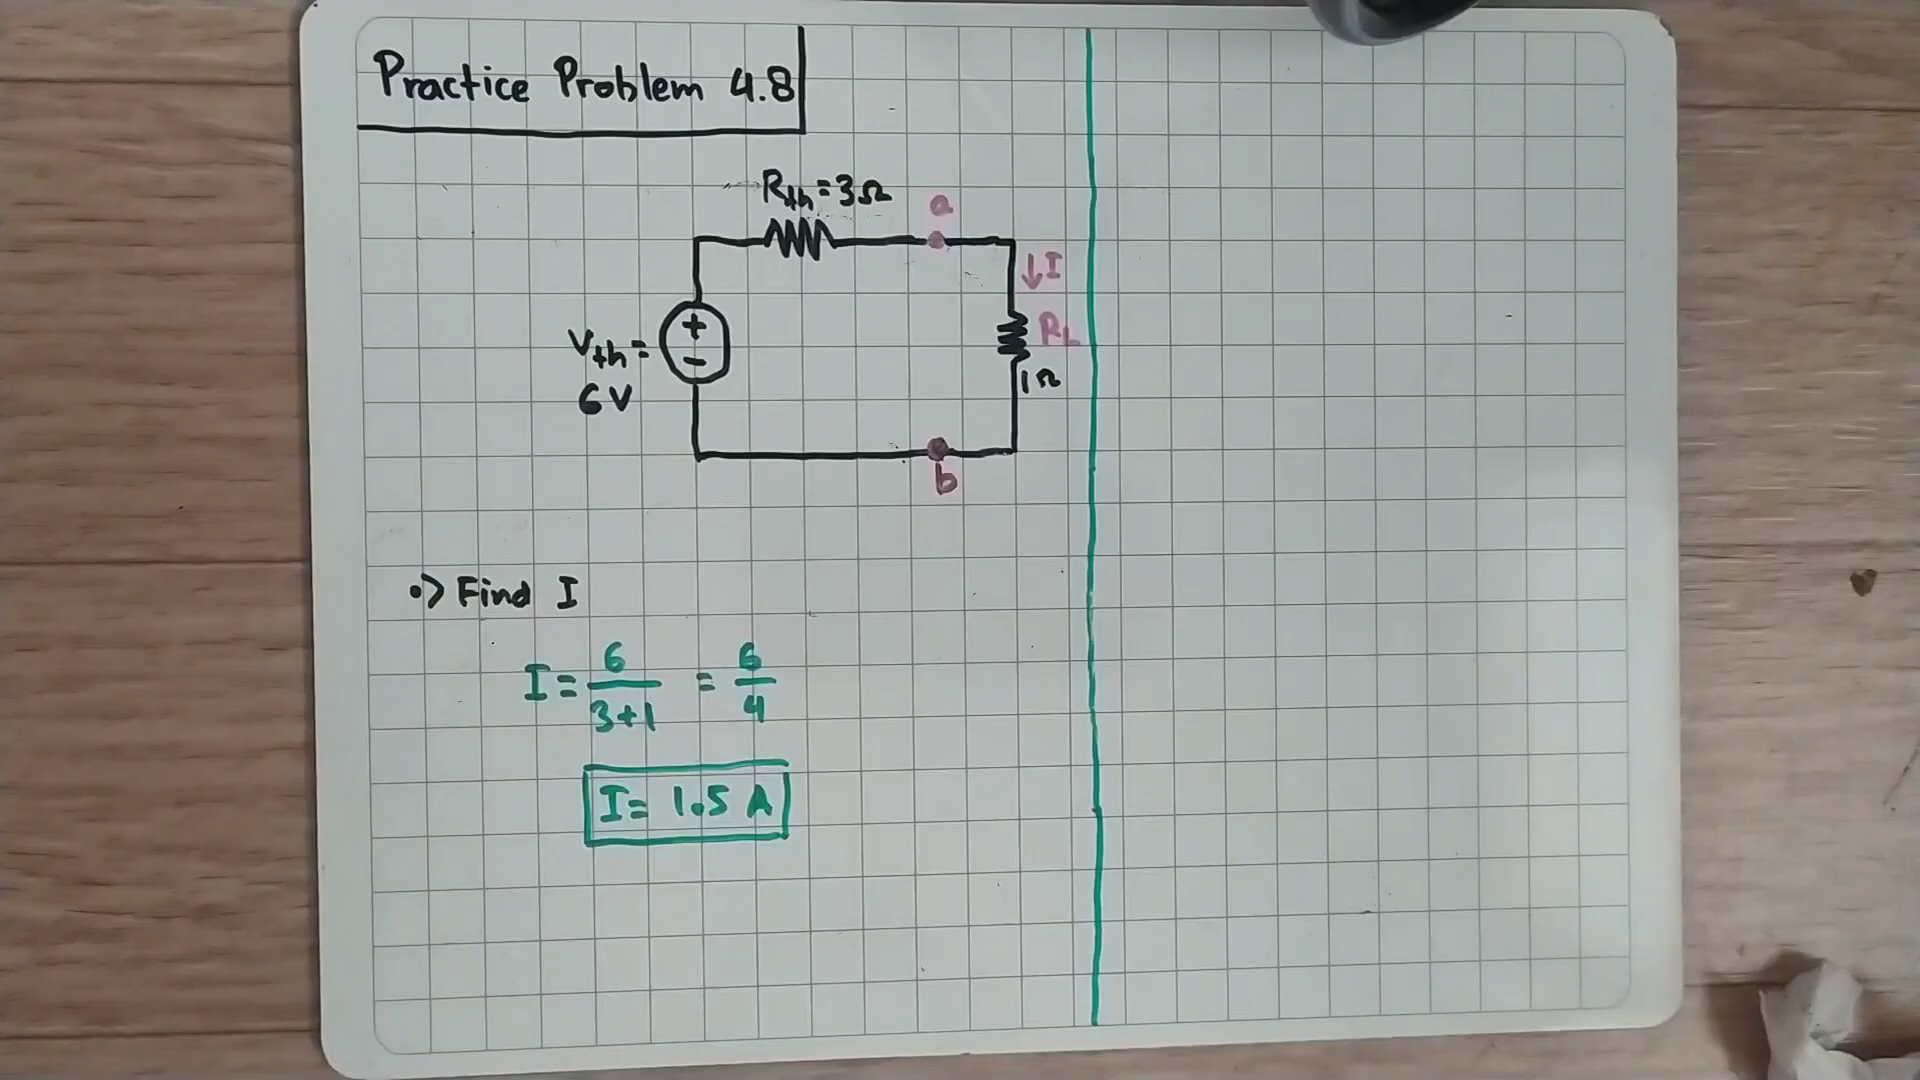 Practice Problem 4.8
Rth=3Ω
a
↓I
Vth=
6V
+
-
RL
1Ω
b
•> Find I
I = 6/(3+1) = 6/4
I= 1.5 A